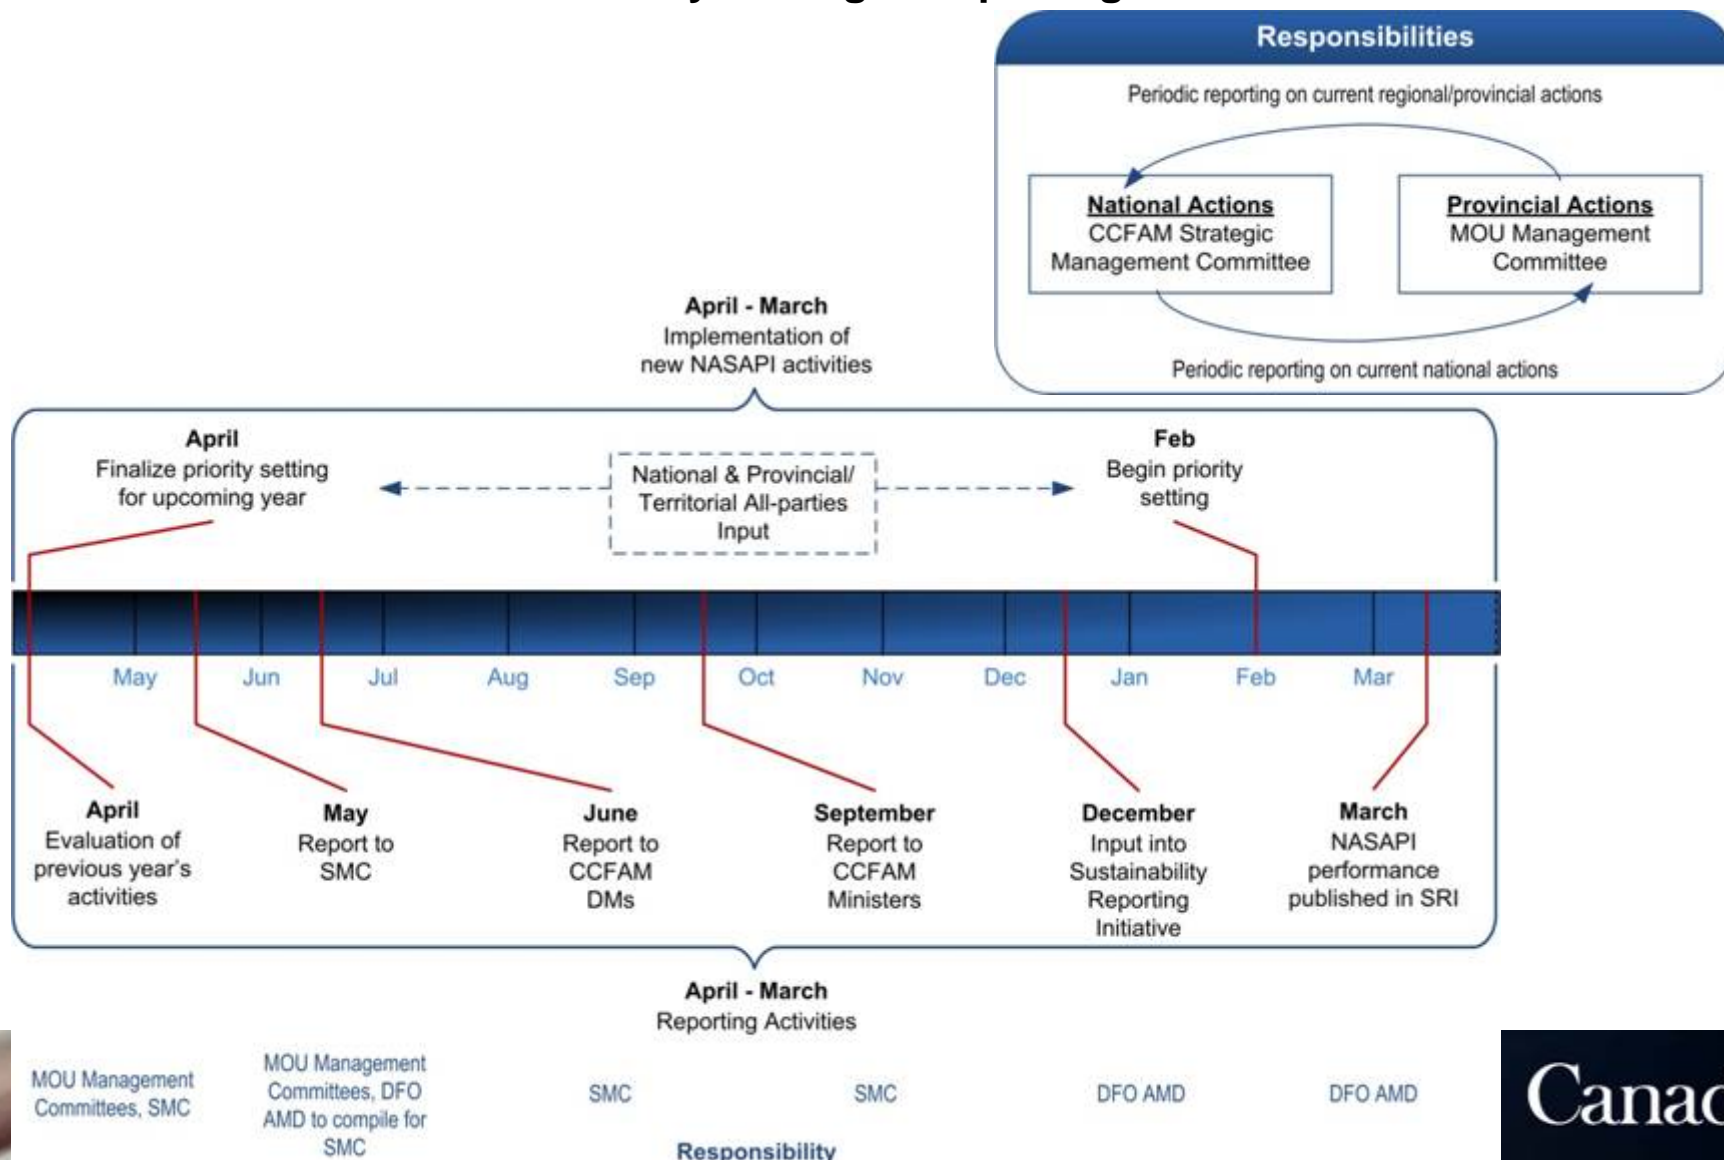 Responsibilities
Periodic reporting on current regional/provincial actions
National Actions
CCFAM Strategic
Management Committee
Provincial Actions
MOU Management
Committee
Periodic reporting on current national actions
April - March
Implementation of
new NASAPI activities
April
Finalize priority setting
for upcoming year
National & Provincial/
Territorial All-parties
Input
Feb
Begin priority
setting
May Jun Jul Aug Sep Oct Nov Dec Jan Feb Mar
April
Evaluation of
previous year's
activities
May
Report to
SMC
June
Report to
CCFAM
DMs
September
Report to
CCFAM
Ministers
December
Input into
Sustainability
Reporting
Initiative
March
NASAPI
performance
published in SRI
April - March
Reporting Activities
MOU Management
Committees, SMC
MOU Management
Committees, DFO
AMD to compile for
SMC
SMC
SMC
DFO AMD
DFO AMD
Responsibility
Canad